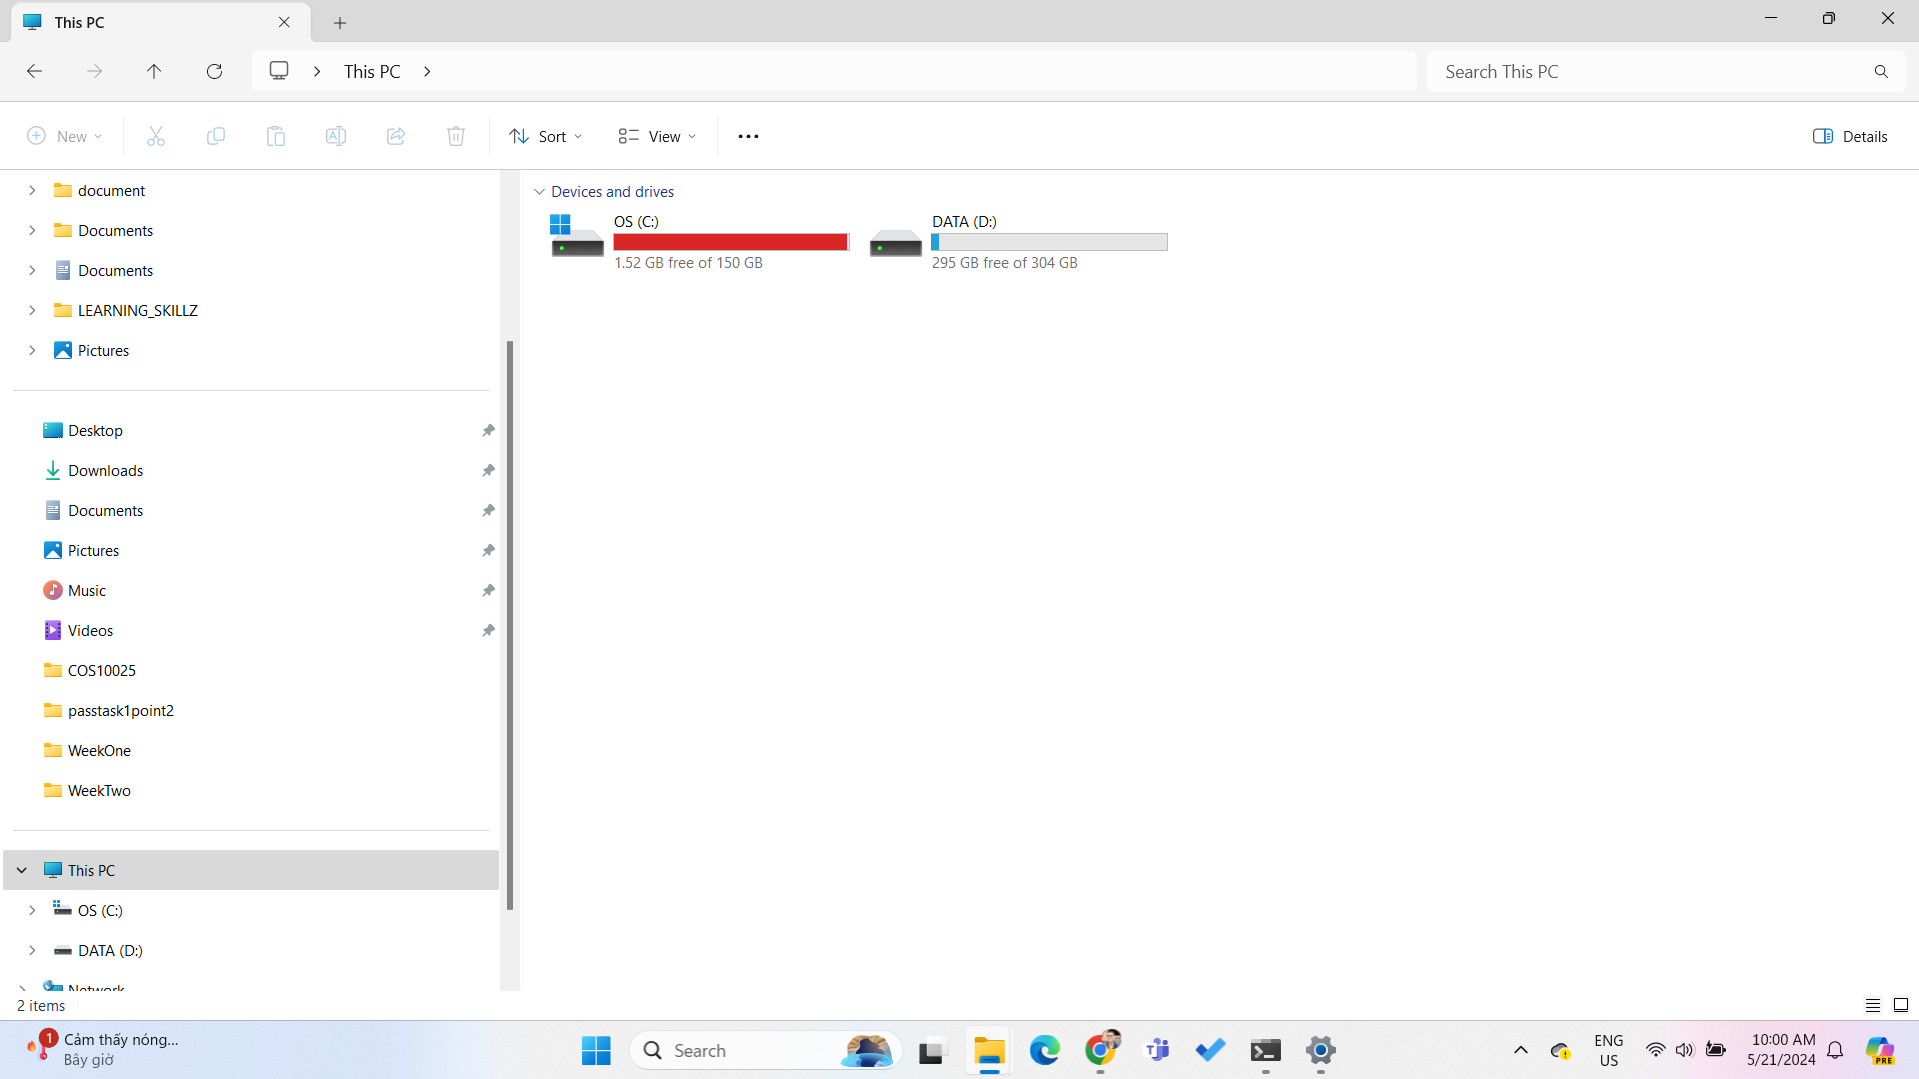 This PC
This PC
Search This PC
New
Sort
View
Details
document
Documents
Documents
LEARNING_SKILLZ
Pictures
Desktop
Downloads
Documents
Pictures
Music
Videos
COS10025
passtask1point2
WeekOne
WeekTwo
This PC
OS (C:)
DATA (D:)
Network
Devices and drives
OS (C:)
1.52 GB free of 150 GB
DATA (D:)
295 GB free of 304 GB
2 items
1
Cảm thấy nóng...
Bây giờ
Search
T
ENG
US
10:00 AM
5/21/2024
PRE